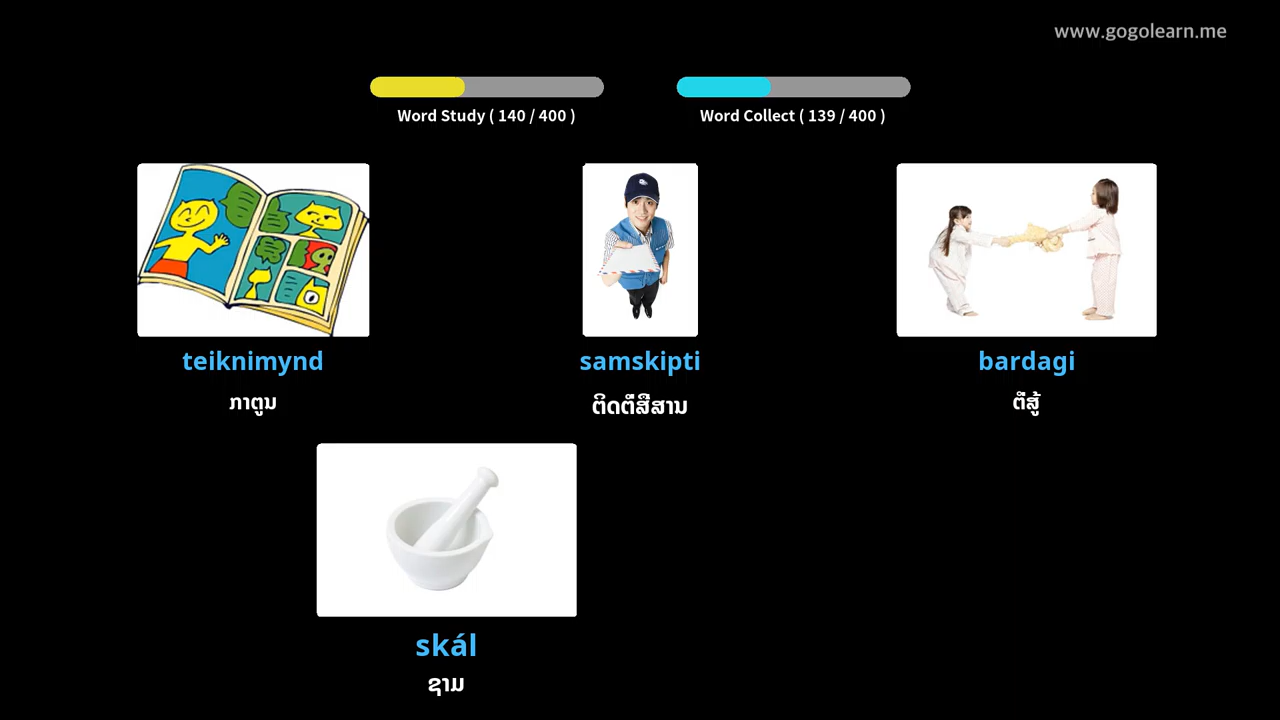 www.gogolearn.me
Word Study ( 140 / 400 )
Word Collect ( 139 / 400 )
teiknimynd
samskipti
bardagi
ກາຕູນ
ຕິດຕໍ່ສື່ສານ
ຕໍ່ສູ້
skál
ຊາມ